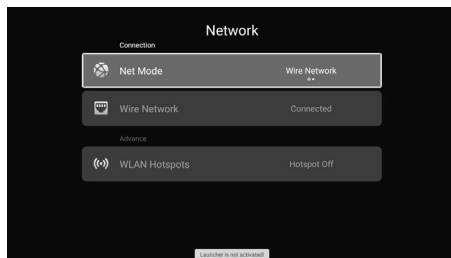 Network
Connection
Net Mode
Wire Network
Wire Network
Connected
Advance
WLAN Hotspots
Hotspot Off
Launcher is not activated!